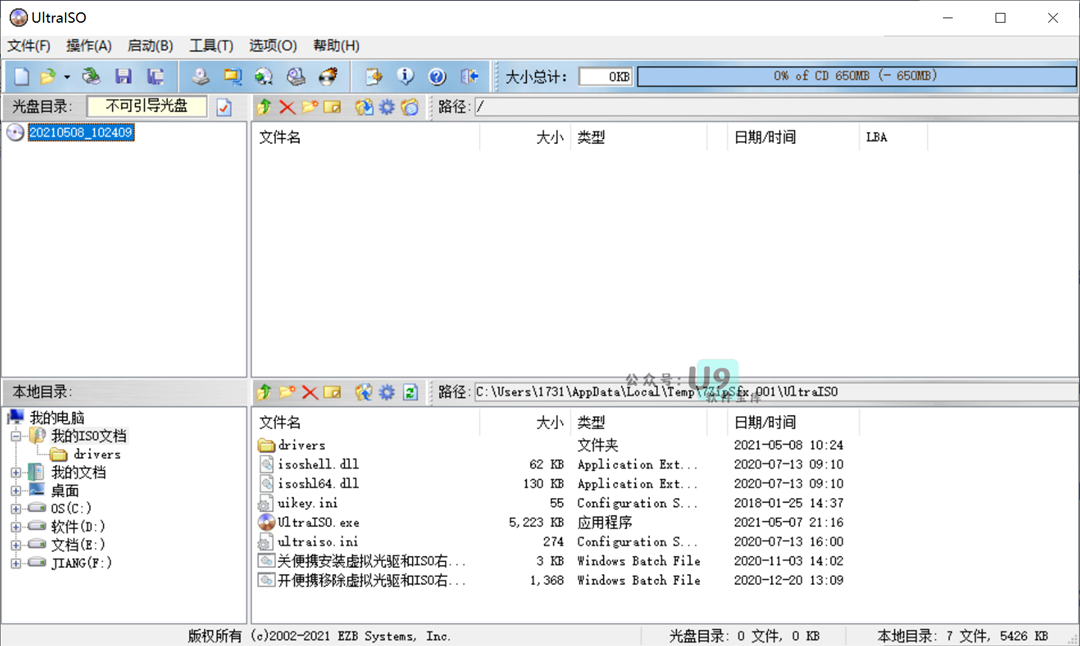 UltraISO
文件(F) 操作(A) 启动(B) 工具(T) 选项(O) 帮助(H)
大小总计: 0KB 0% of CD 650MB (- 650MB)
光盘目录: 不可引导光盘 路径: /
20210508_102409
文件名 大小 类型 日期/时间 LBA
公众号: U9
软件宝库
本地目录: 路径: C:\Users\1731\AppData\Local\Temp\7ZipSfx.001\UltraISO
我的电脑
我的ISO文档
drivers
我的文档
桌面
OS(C:)
软件(D:)
文档(E:)
JIANG(F:)
文件名 大小 类型 日期/时间
drivers 文件夹 2021-05-08 10:24
isoshell.dll 62 KB Application Ext... 2020-07-13 09:10
isoshl64.dll 130 KB Application Ext... 2020-07-13 09:10
uikey.ini 55 Configuration S... 2018-01-25 14:37
UltraISO.exe 5,223 KB 应用程序 2021-05-07 21:16
ultraiso.ini 274 Configuration S... 2020-07-13 16:00
关便携安装虚拟光驱和ISO右... 3 KB Windows Batch File 2020-11-03 14:02
开便携移除虚拟光驱和ISO右... 1,368 Windows Batch File 2020-12-20 13:09
版权所有 (c)2002-2021 EZB Systems, Inc. 光盘目录: 0 文件, 0 KB 本地目录: 7 文件, 5426 KB